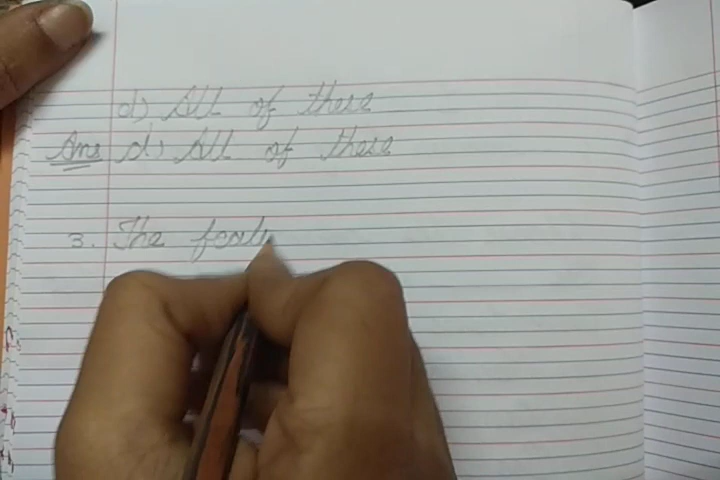 d) All of these
Ans d) All of these
3. The